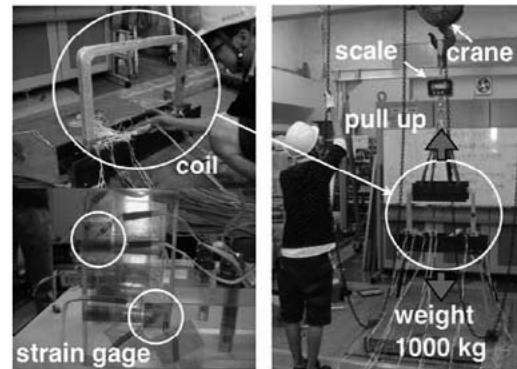 coil
strain gage
scale
crane
pull up
weight
1000 kg